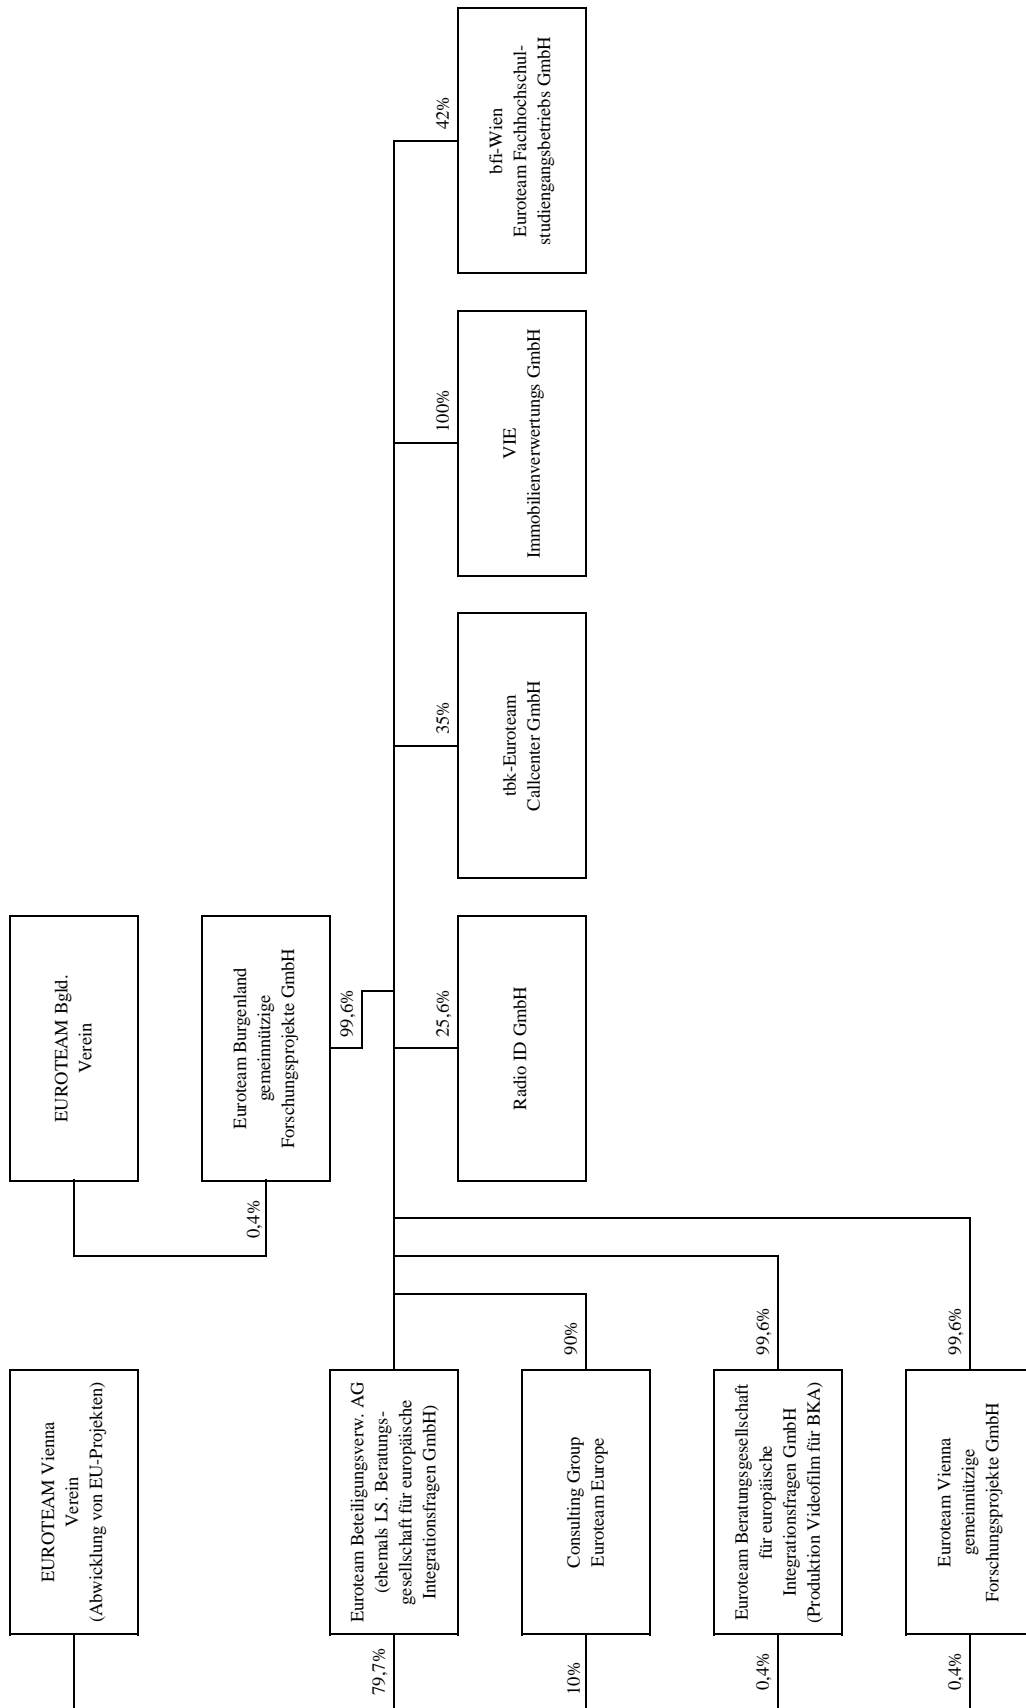 EUROTEAM Vienna
Verein
(Abwicklung von EU-Projekten)
EUROTEAM Bgld.
Verein
0,4%
Euroteam Burgenland
gemeinnützige
Forschungsprojekte GmbH
99,6%
79,7%
Euroteam Beteiligungsverw. AG
(ehemals I.S. Beratungs-
gesellschaft für europäische
Integrationsfragen GmbH)
25,6%
Radio ID GmbH
35%
tbk-Euroteam
Callcenter GmbH
100%
VIE
Immobilienverwertungs GmbH
42%
bfi-Wien
Euroteam Fachhochschul-
studiengangsbetriebs GmbH
10%
Consulting Group
Euroteam Europe
90%
0,4%
Euroteam Beratungsgesellschaft
für europäische
Integrationsfragen GmbH
(Produktion Videofilm für BKA)
99,6%
0,4%
Euroteam Vienna
gemeinnützige
Forschungsprojekte GmbH
99,6%